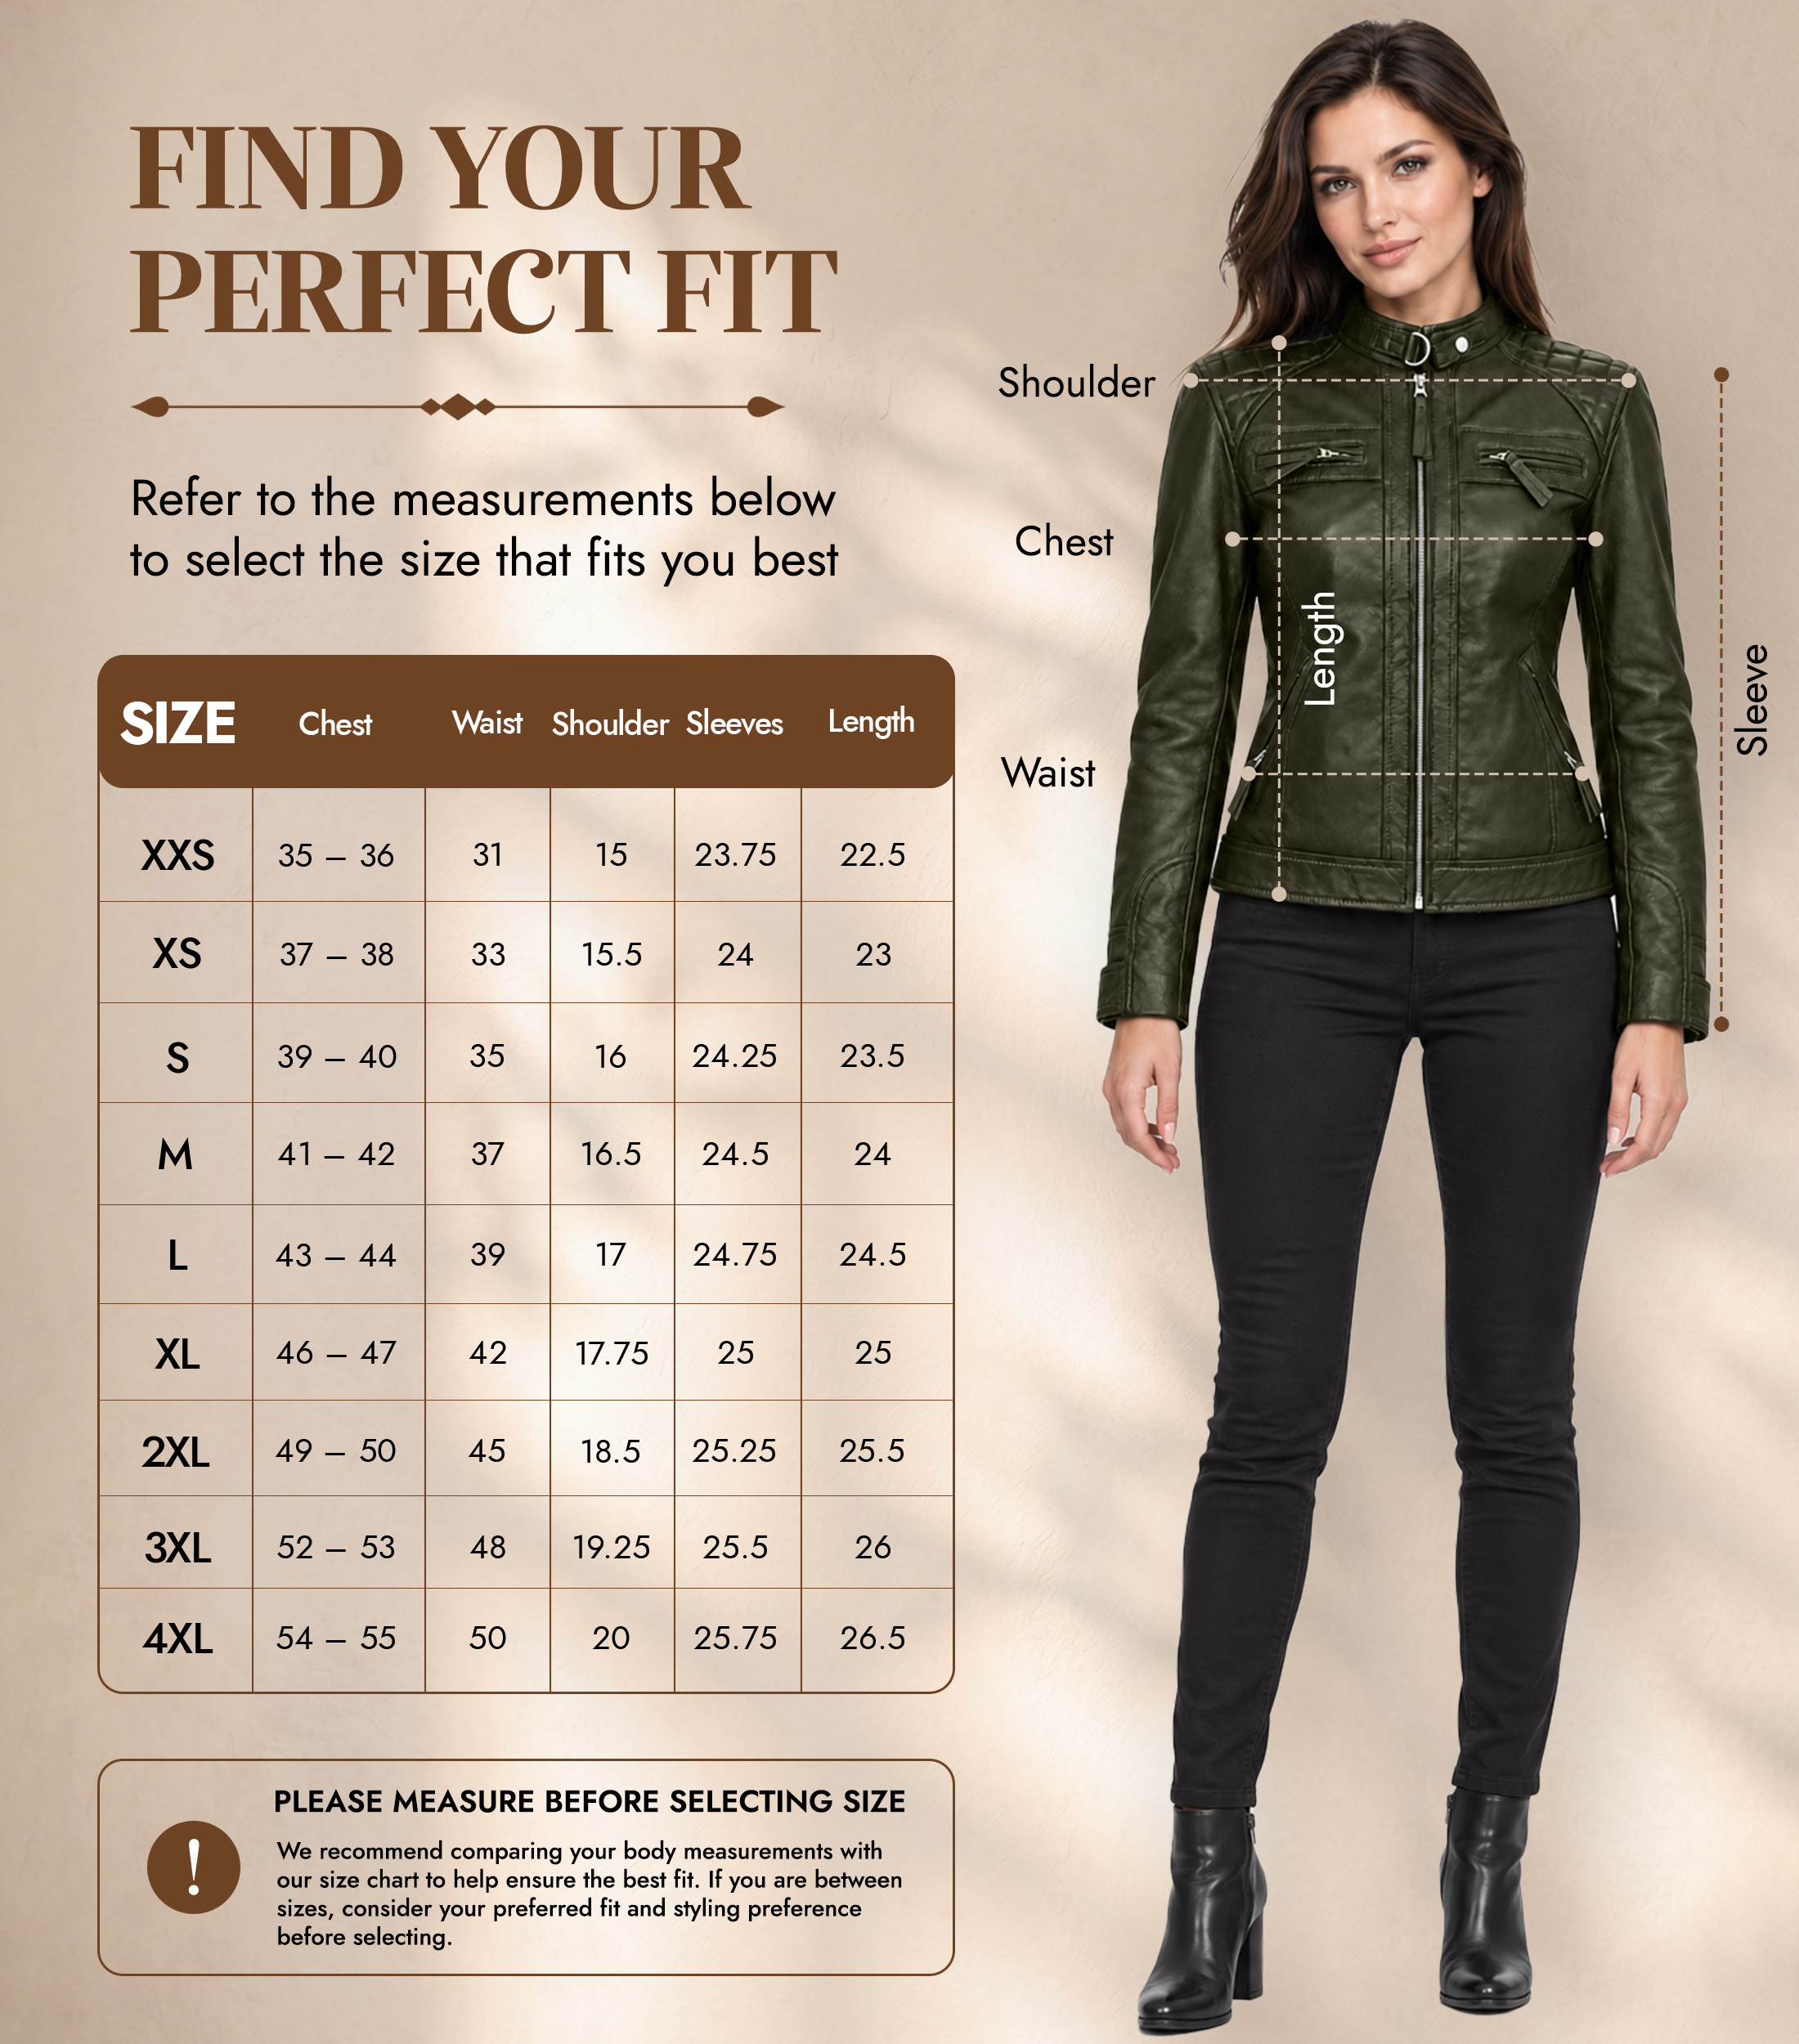 FIND YOUR
PERFECT FIT
Refer to the measurements below
to select the size that fits you best
SIZE Chest Waist Shoulder Sleeves Length
XXS 35 – 36 31 15 23.75 22.5
XS 37 – 38 33 15.5 24 23
S 39 – 40 35 16 24.25 23.5
M 41 – 42 37 16.5 24.5 24
L 43 – 44 39 17 24.75 24.5
XL 46 – 47 42 17.75 25 25
2XL 49 – 50 45 18.5 25.25 25.5
3XL 52 – 53 48 19.25 25.5 26
4XL 54 – 55 50 20 25.75 26.5
!
PLEASE MEASURE BEFORE SELECTING SIZE
We recommend comparing your body measurements with
our size chart to help ensure the best fit. If you are between
sizes, consider your preferred fit and styling preference
before selecting.
Shoulder
Chest
Length
Waist
Sleeve